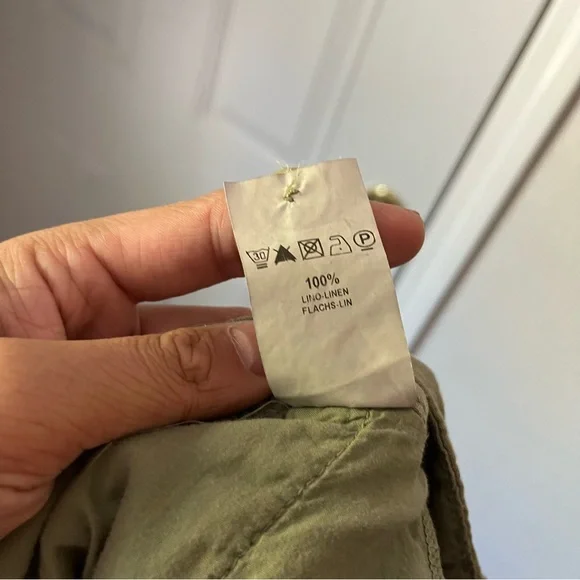 30 P
100%
LINO-LINEN
FLACHS-LIN